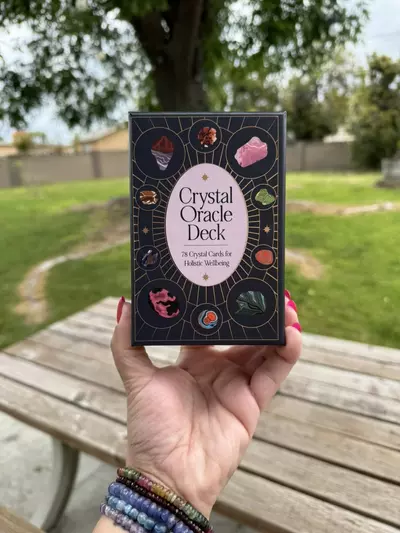 Crystal
Oracle
Deck
78 Crystal Cards for
Holistic Wellbeing